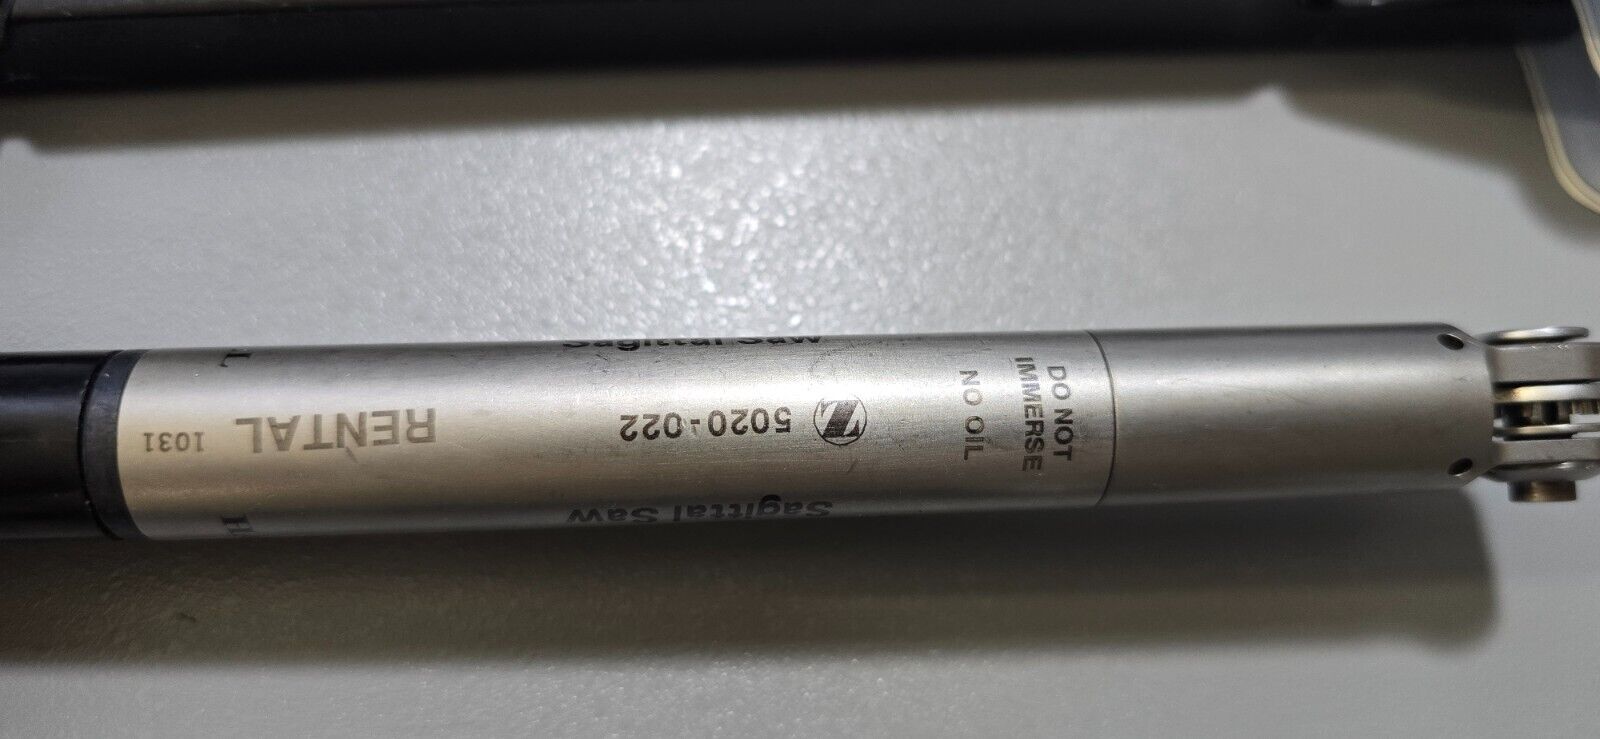 Sagittal Saw
Z
5020-022
RENTAL
1031
DO NOT
IMMERSE
NO OIL
Sagittal Saw